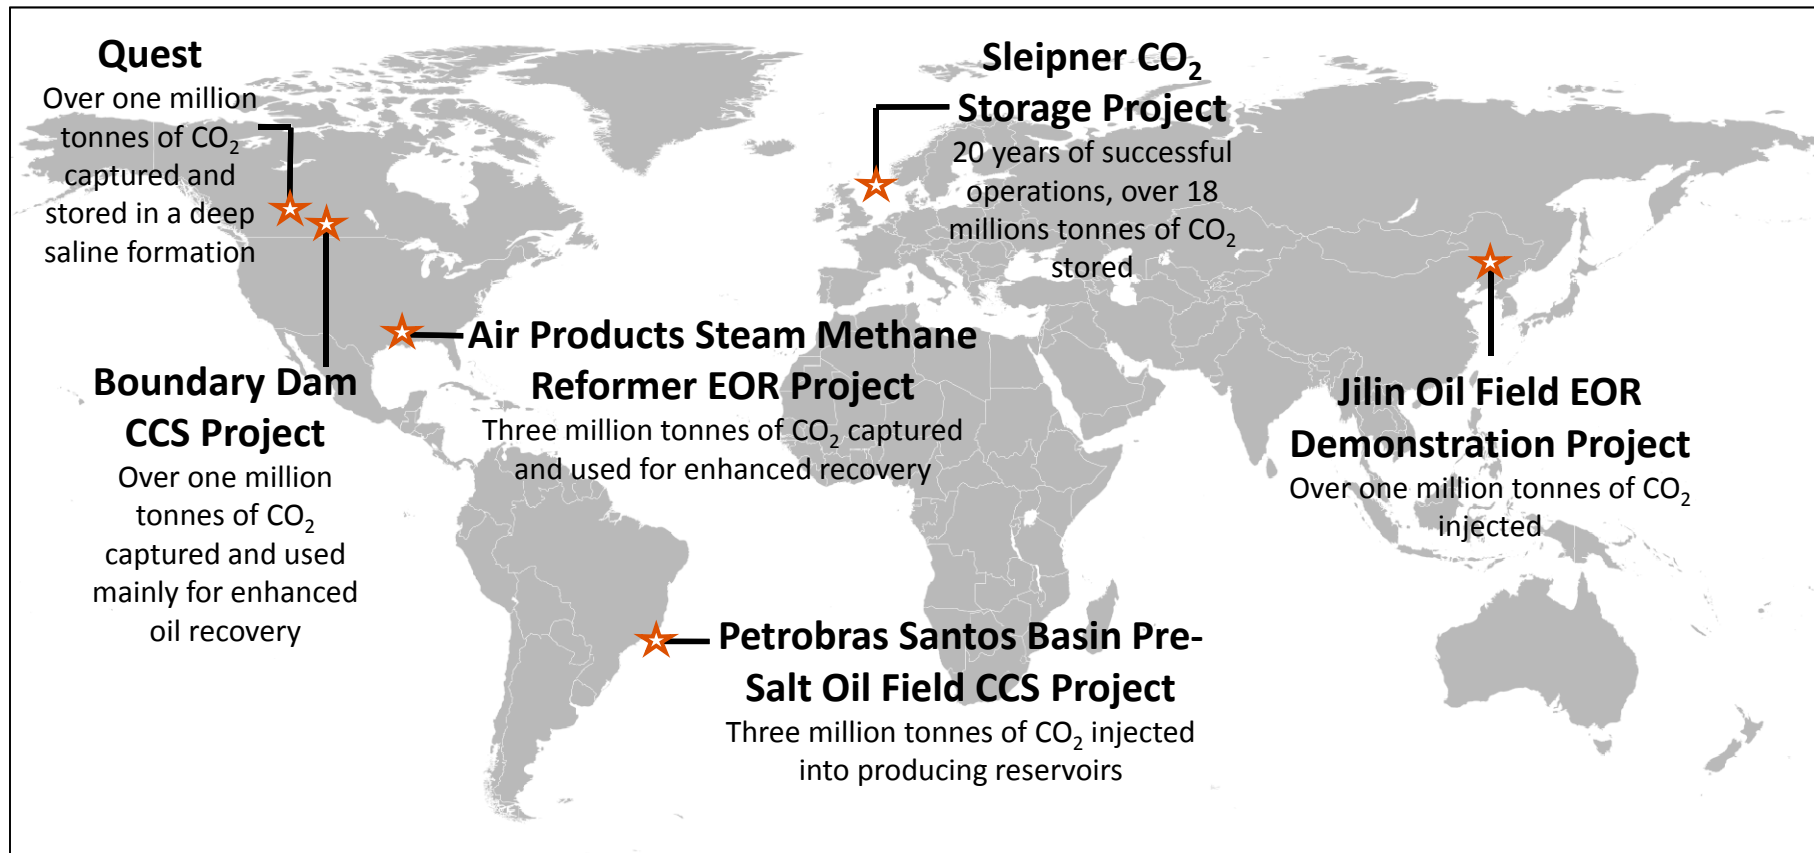 Quest
Over one million
tonnes of CO₂
captured and
stored in a deep
saline formation
Sleipner CO₂
Storage Project
20 years of successful
operations, over 18
millions tonnes of CO₂
stored
Air Products Steam Methane
Reformer EOR Project
Three million tonnes of CO₂ captured
and used for enhanced recovery
Boundary Dam
CCS Project
Over one million
tonnes of CO₂
captured and used
mainly for enhanced
oil recovery
Jilin Oil Field EOR
Demonstration Project
Over one million tonnes of CO₂
injected
Petrobras Santos Basin Pre-
Salt Oil Field CCS Project
Three million tonnes of CO₂ injected
into producing reservoirs